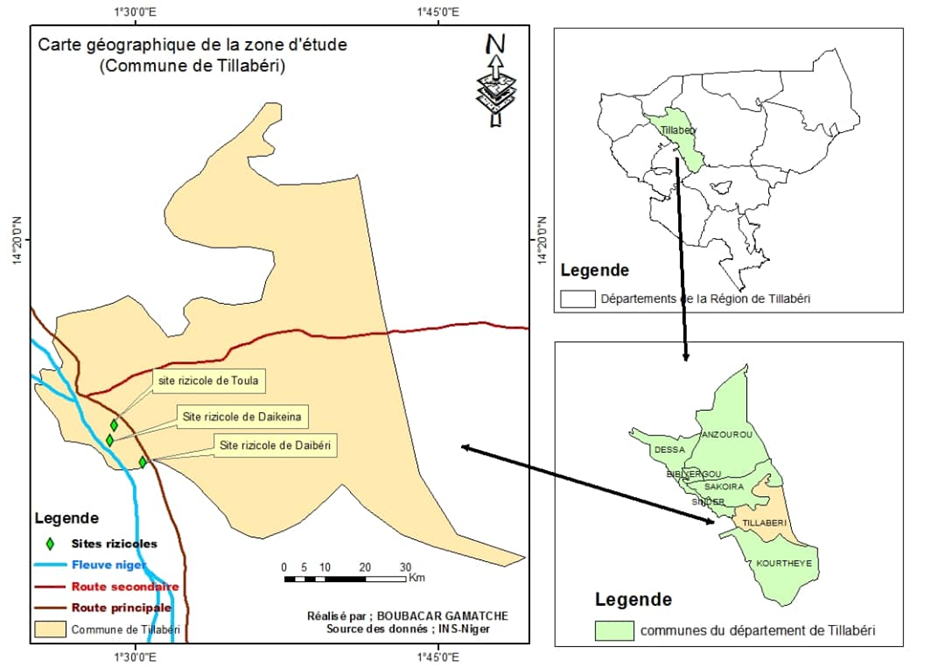 1°30'0"E
1°45'0"E
Carte géographique de la zone d'étude
(Commune de Tillabéri)
N
14°20'0"N
14°20'0"N
site rizicole de Toula
Site rizicole de Daikeina
Site rizicole de Daibéri
Legende
Sites rizicoles
Fleuve niger
Route secondaire
Route principale
Commune de Tillabéri
0 5 10 20 30
Km
Réalisé par ; BOUBACAR GAMATCHE
Source des donnés ; INS-Niger
1°30'0"E
1°45'0"E
Tillabery
Legende
Départements de la Région de Tillabéri
ANZOUROU
DESSA
BIBIYERGOU
SAKOIRA
SINDER
TILLABERI
KOURTHEYE
Legende
communes du département de Tillabéri